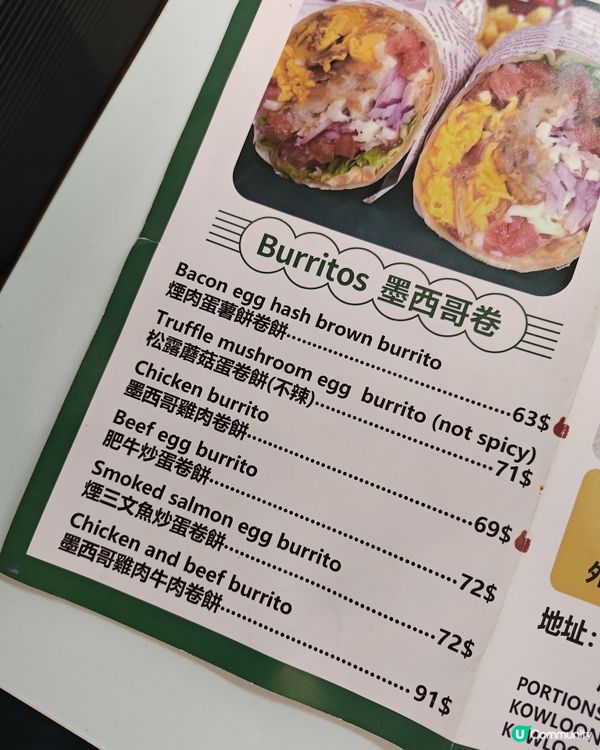 Burritos 墨西哥卷
Bacon egg hash brown burrito
煙肉蛋薯餅卷餅........................63$
Truffle mushroom egg burrito (not spicy)
松露蘑菇蛋卷餅(不辣)........................71$
Chicken burrito
墨西哥雞肉卷餅........................69$
Beef egg burrito
肥牛炒蛋卷餅........................72$
Smoked salmon egg burrito
煙三文魚炒蛋卷餅........................72$
Chicken and beef burrito
墨西哥雞肉牛肉卷餅........................91$
地址:
PORTIONS
KOWLOON
U Community